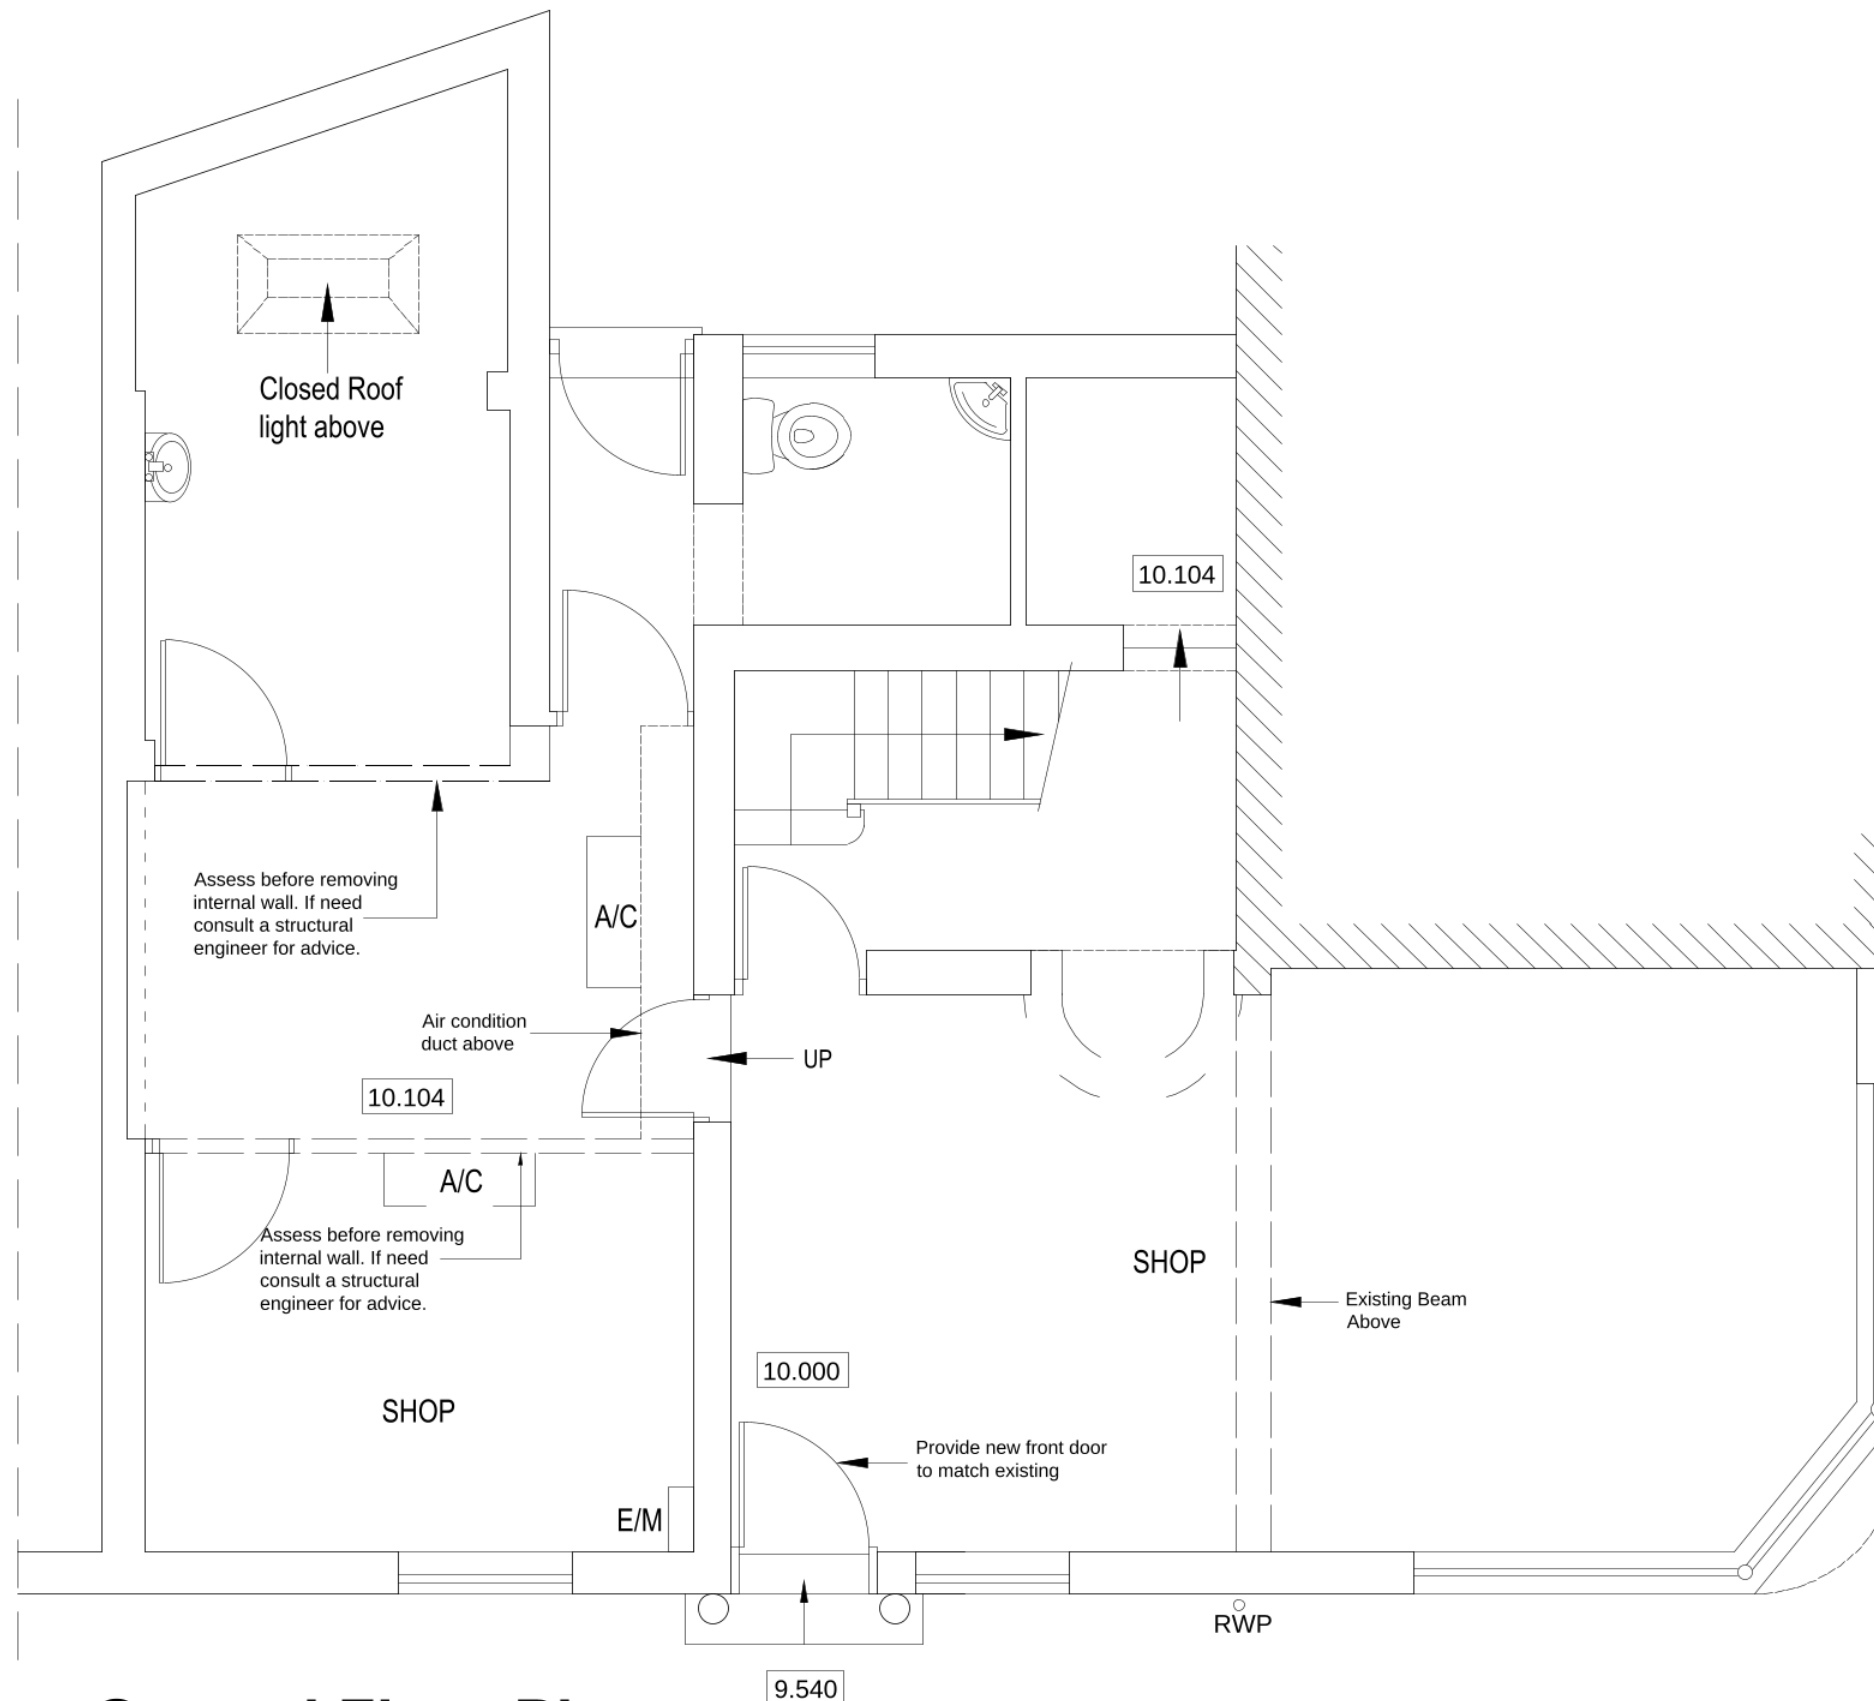 Closed Roof
light above
10.104
Assess before removing
internal wall. If need
consult a structural
engineer for advice.
A/C
Air condition
duct above
UP
10.104
A/C
Assess before removing
internal wall. If need
consult a structural
engineer for advice.
SHOP
Existing Beam
Above
10.000
SHOP
Provide new front door
to match existing
E/M
RWP
9.540